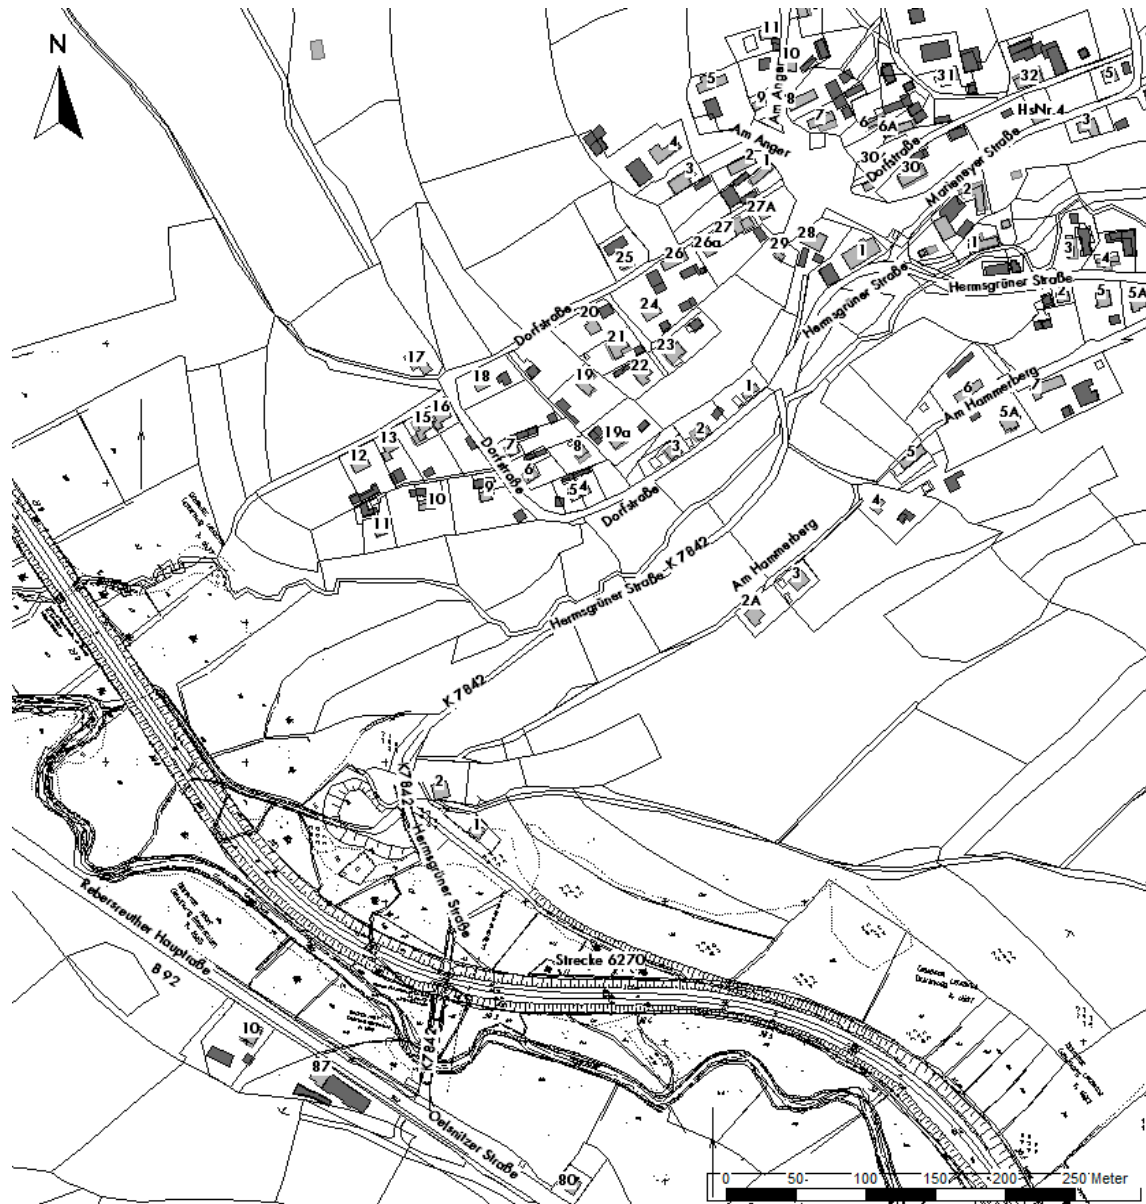 N
11
10
Am Anger
5
9
8
7
6
6A
31
32
5
HsNr.4
3
Am Anger
4
3
2
1
30
Dorfstraße
30
Marieneyer Straße
2
27A
27
28
29
1
1
3
4
25
26
26a
Hermsgrüner Straße
Hermsgrüner Straße
2
5
5A
24
20
Dorfstraße
21
23
22
17
18
19
1
6
Am Hammerberg
7
5A
16
15
13
12
7
8
19a
2
3
5
Dorfstraße
6
9
10
11
5
4
Dorfstraße
4
Am Hammerberg
3
2A
Hermsgrüner Straße
K 7842
K 7842
K 7842
2
1
Hermsgrüner Straße
Rebersreuther Hauptraße
B 92
Strecke 6270
10
K 7842
87
Oelsnitzer Straße
80
0 50 100 150 200 250 Meter